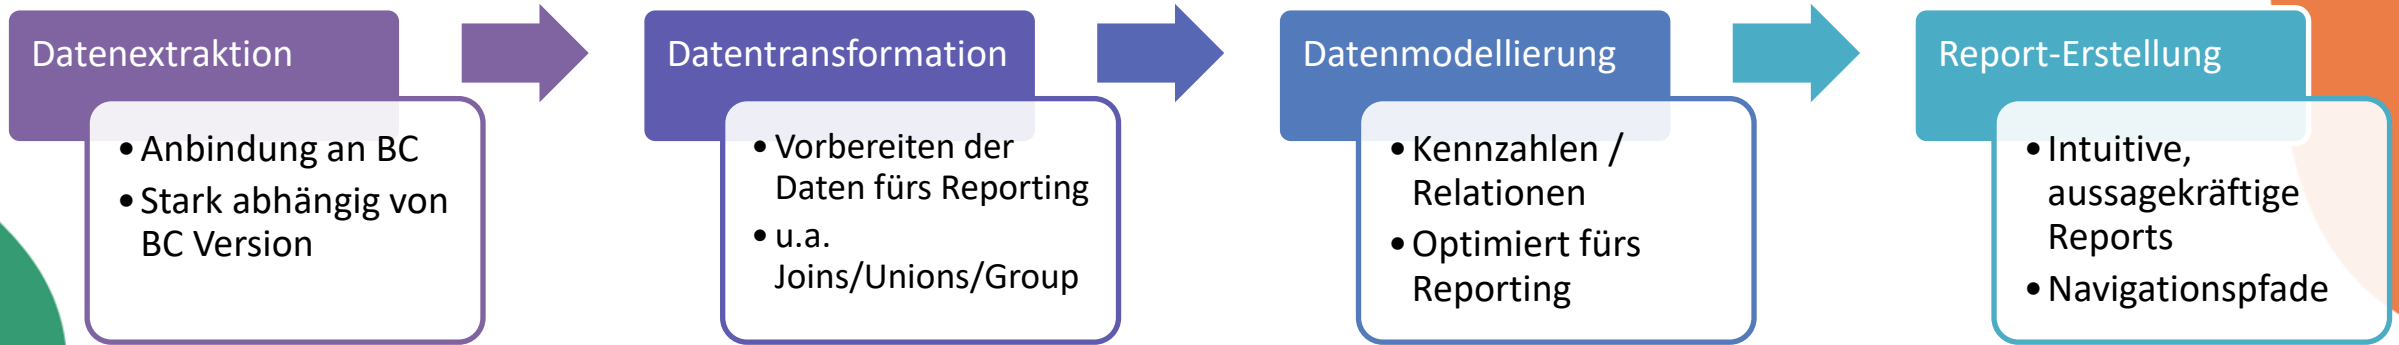 Datenextraktion
• Anbindung an BC
• Stark abhängig von
BC Version
Datentransformation
• Vorbereiten der
Daten fürs Reporting
• u.a.
Joins/Unions/Group
Datenmodellierung
• Kennzahlen /
Relationen
• Optimiert fürs
Reporting
Report-Erstellung
• Intuitive,
aussagekräftige
Reports
• Navigationspfade